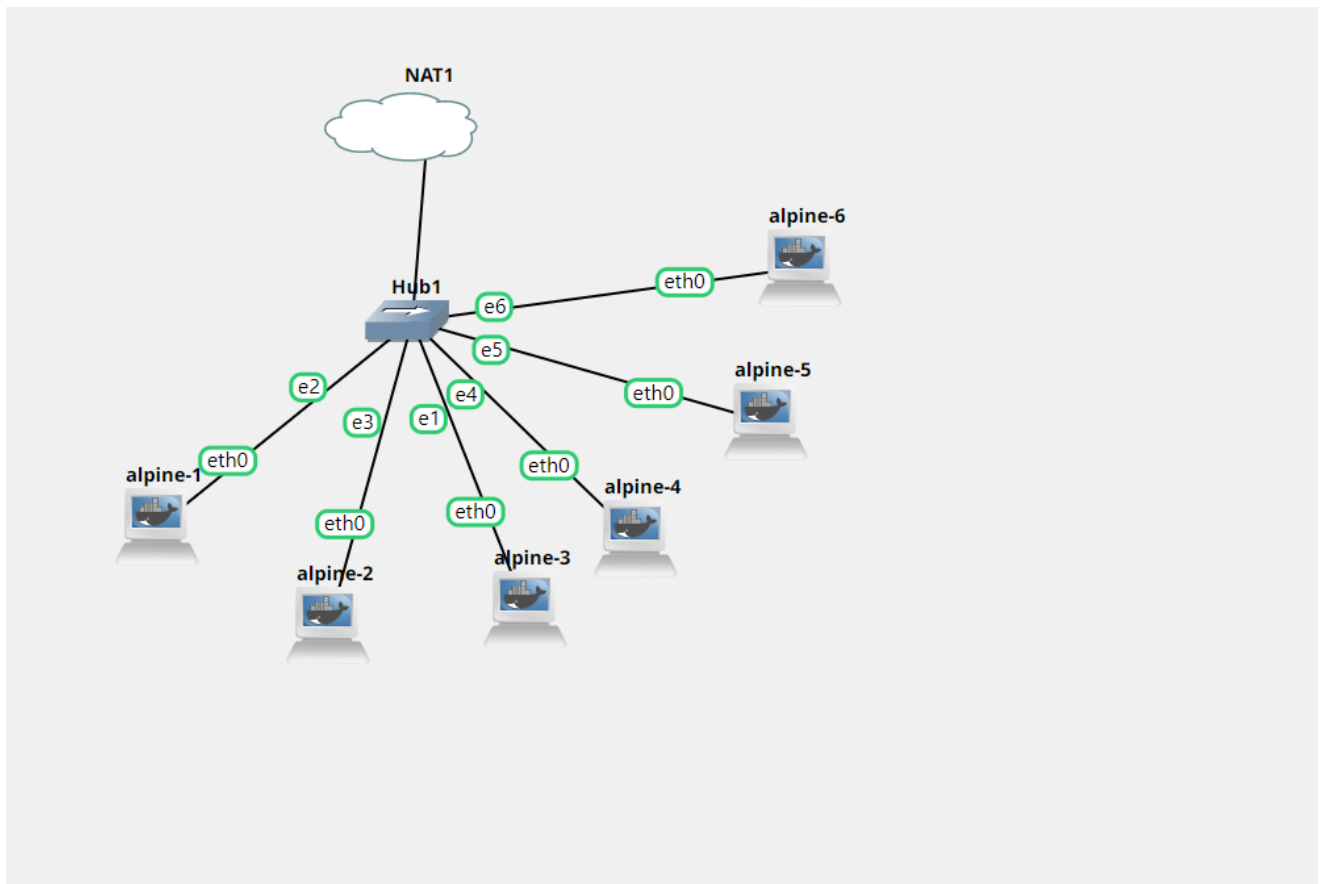 NAT1
alpine-6
Hub1
eth0
e6
e5
alpine-5
e2
eth0
e4
e3
e1
eth0
eth0
alpine-1
alpine-4
eth0
eth0
alpine-3
alpine-2